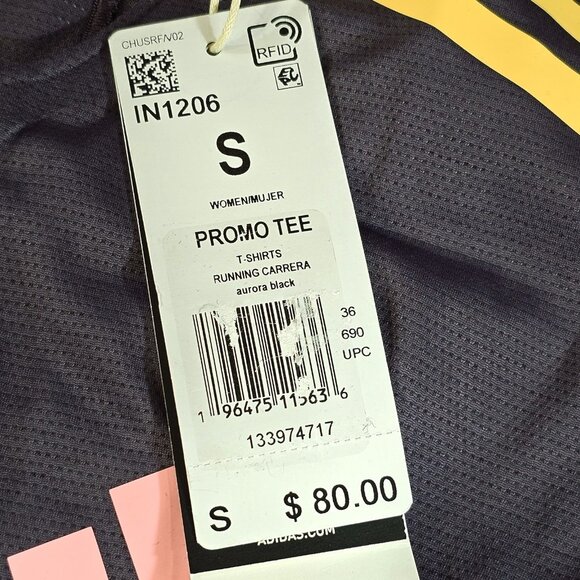 CHUSRF/V02
RFID
IN1206
S
WOMEN/MUJER
PROMO TEE
T-SHIRTS
RUNNING CARRERA
aurora black
36
690
UPC
1 96475 11563 6
133974717
S $ 80.00
ADIDAS.COM